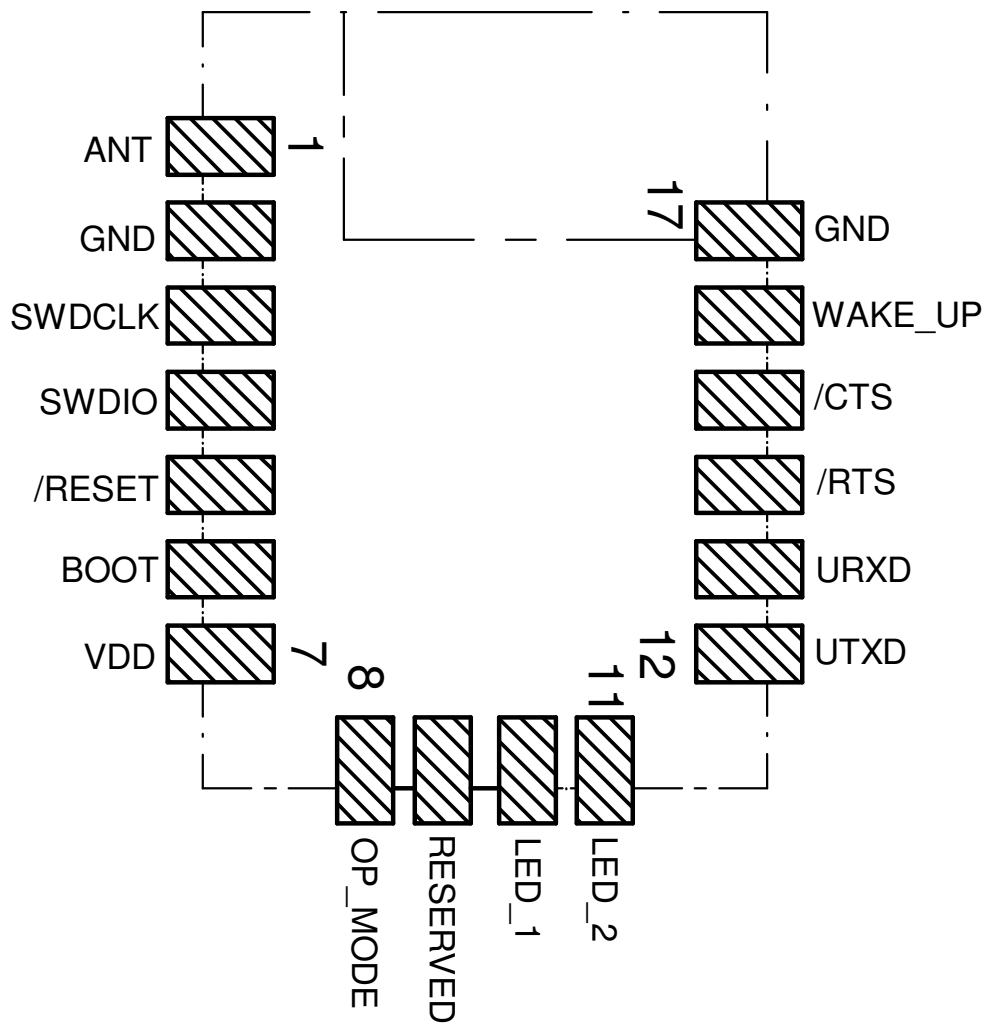 ANT
1
GND
SWDCLK
SWDIO
/RESET
BOOT
VDD
7
8
OP_MODE
RESERVED
LED_1
11
LED_2
12
UTXD
URXD
/RTS
/CTS
WAKE_UP
17
GND